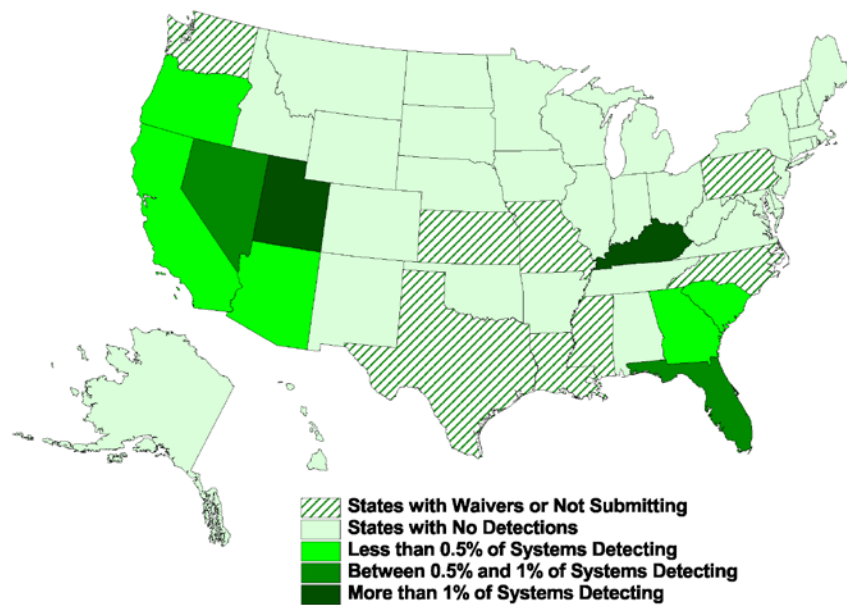 States with Waivers or Not Submitting
States with No Detections
Less than 0.5% of Systems Detecting
Between 0.5% and 1% of Systems Detecting
More than 1% of Systems Detecting